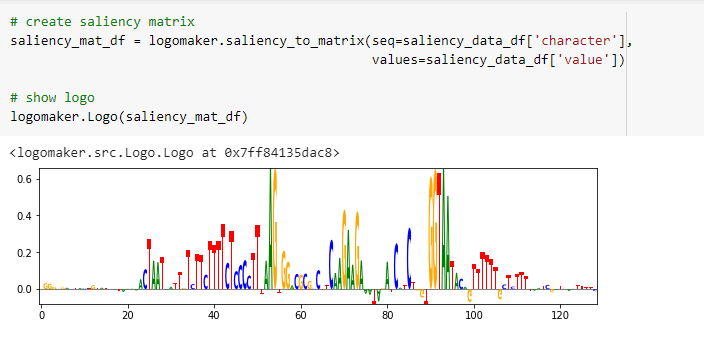 # create saliency matrix
saliency_mat_df = logomaker.saliency_to_matrix(seq=saliency_data_df['character'],
values=saliency_data_df['value'])
# show logo
logomaker.Logo(saliency_mat_df)
<logomaker.src.Logo.Logo at 0x7ff84135dac8>
0.6
0.4
0.2
0.0
0 20 40 60 80 100 120